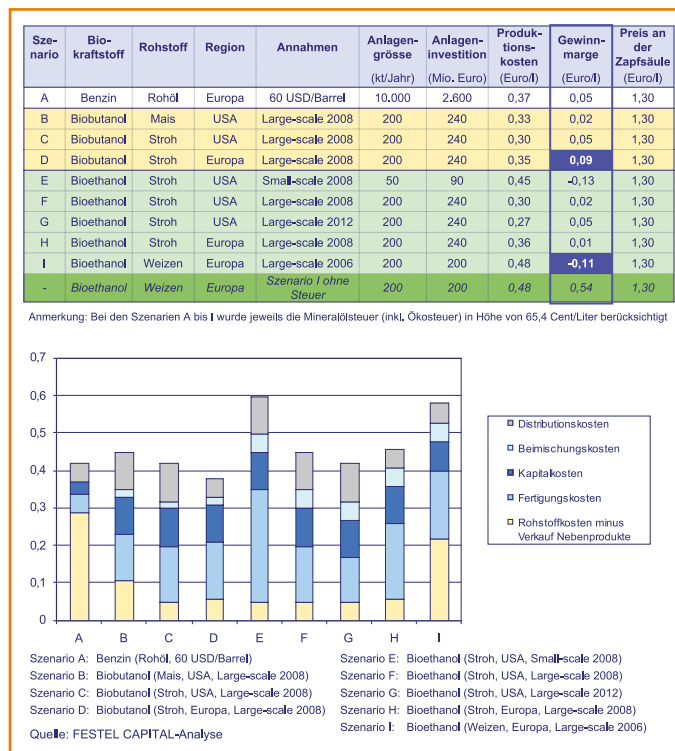 Sze-nario Bio-kraftstoff Rohstoff Region Annahmen Anlagen-grösse (kt/Jahr) Anlagen-investition (Mio. Euro) Produk-tions-kosten (Euro/l) Gewinn-marge (Euro/l) Preis an der Zapfsäule (Euro/l)
A Benzin Rohöl Europa 60 USD/Barrel 10.000 2.600 0,37 0,05 1,30
B Biobutanol Mais USA Large-scale 2008 200 240 0,33 0,02 1,30
C Biobutanol Stroh USA Large-scale 2008 200 240 0,30 0,05 1,30
D Biobutanol Stroh Europa Large-scale 2008 200 240 0,35 0,09 1,30
E Bioethanol Stroh USA Small-scale 2008 50 90 0,45 -0,13 1,30
F Bioethanol Stroh USA Large-scale 2008 200 240 0,30 0,02 1,30
G Bioethanol Stroh USA Large-scale 2012 200 240 0,27 0,05 1,30
H Bioethanol Stroh Europa Large-scale 2008 200 240 0,36 0,01 1,30
I Bioethanol Weizen Europa Large-scale 2006 200 200 0,48 -0,11 1,30
- Bioethanol Weizen Europa Szenario I ohne Steuer 200 200 0,48 0,54 1,30
Anmerkung: Bei den Szenarien A bis I wurde jeweils die Mineralölsteuer (inkl. Ökosteuer) in Höhe von 65,4 Cent/Liter berücksichtigt
0,7
0,6
0,5
0,4
0,3
0,2
0,1
0
A B C D E F G H I
Distributionskosten
Beimischungskosten
Kapitalkosten
Fertigungskosten
Rohstoffkosten minus
Verkauf Nebenprodukte
Szenario A: Benzin (Rohöl, 60 USD/Barrel)
Szenario B: Biobutanol (Mais, USA, Large-scale 2008)
Szenario C: Biobutanol (Stroh, USA, Large-scale 2008)
Szenario D: Biobutanol (Stroh, Europa, Large-scale 2008)
Szenario E: Bioethanol (Stroh, USA, Small-scale 2008)
Szenario F: Bioethanol (Stroh, USA, Large-scale 2008)
Szenario G: Bioethanol (Stroh, USA, Large-scale 2012)
Szenario H: Bioethanol (Stroh, Europa, Large-scale 2008)
Szenario I: Bioethanol (Weizen, Europa, Large-scale 2006)
Quelle: FESTEL CAPITAL-Analyse